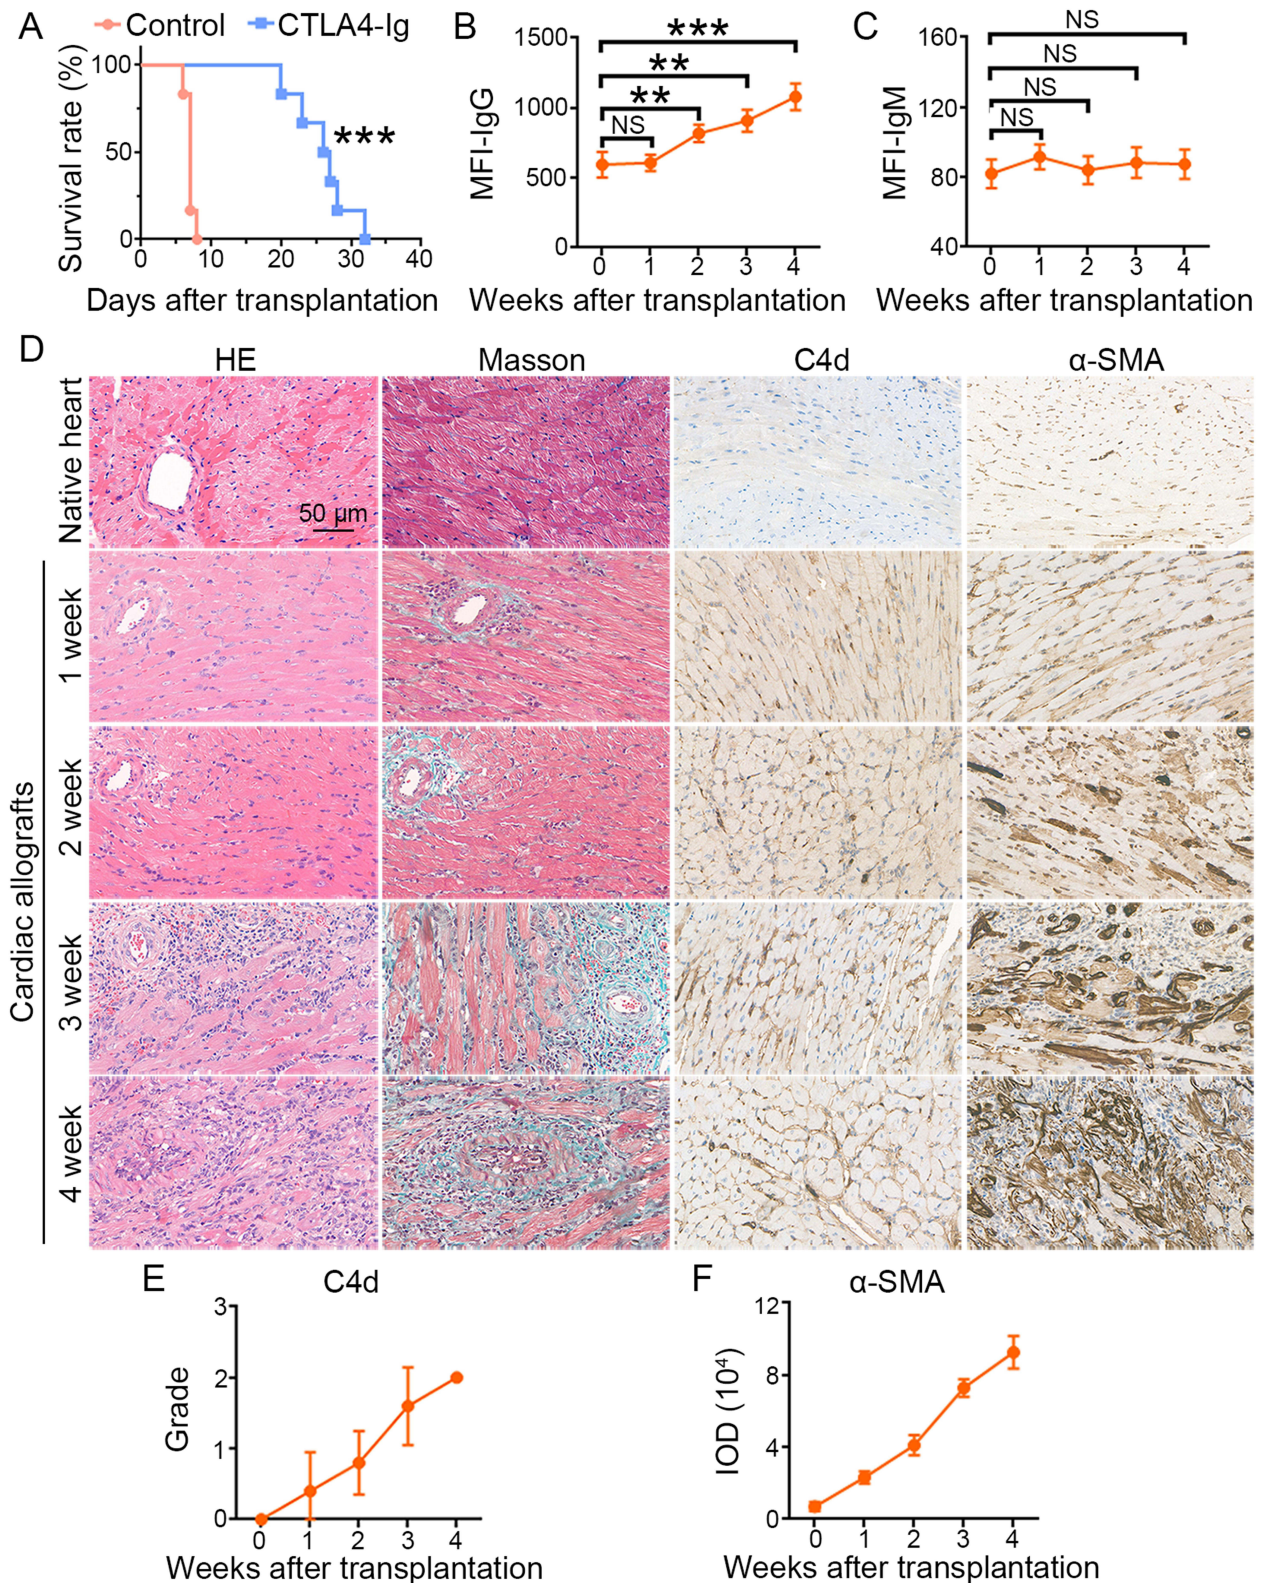 A
Control
CTLA4-Ig
Survival rate (%)
100
50
0
***
0 10 20 30 40
Days after transplantation
B
MFI-IgG
1500
1000
500
0
***
**
**
NS
0 1 2 3 4
Weeks after transplantation
C
MFI-IgM
160
120
80
40
NS
NS
NS
NS
0 1 2 3 4
Weeks after transplantation
D
HE Masson C4d α-SMA
Native heart
50 μm
Cardiac allografts
1 week
2 week
3 week
4 week
E
C4d
Grade
3
2
1
0
0 1 2 3 4
Weeks after transplantation
F
α-SMA
IOD (10⁴)
12
8
4
0
0 1 2 3 4
Weeks after transplantation